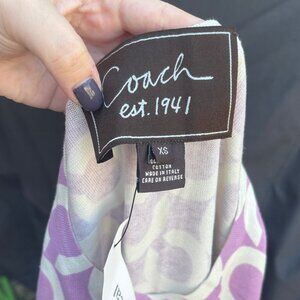 Coach
est. 1941
XS
COTTON
MADE IN ITALY
CARE ON REVERSE